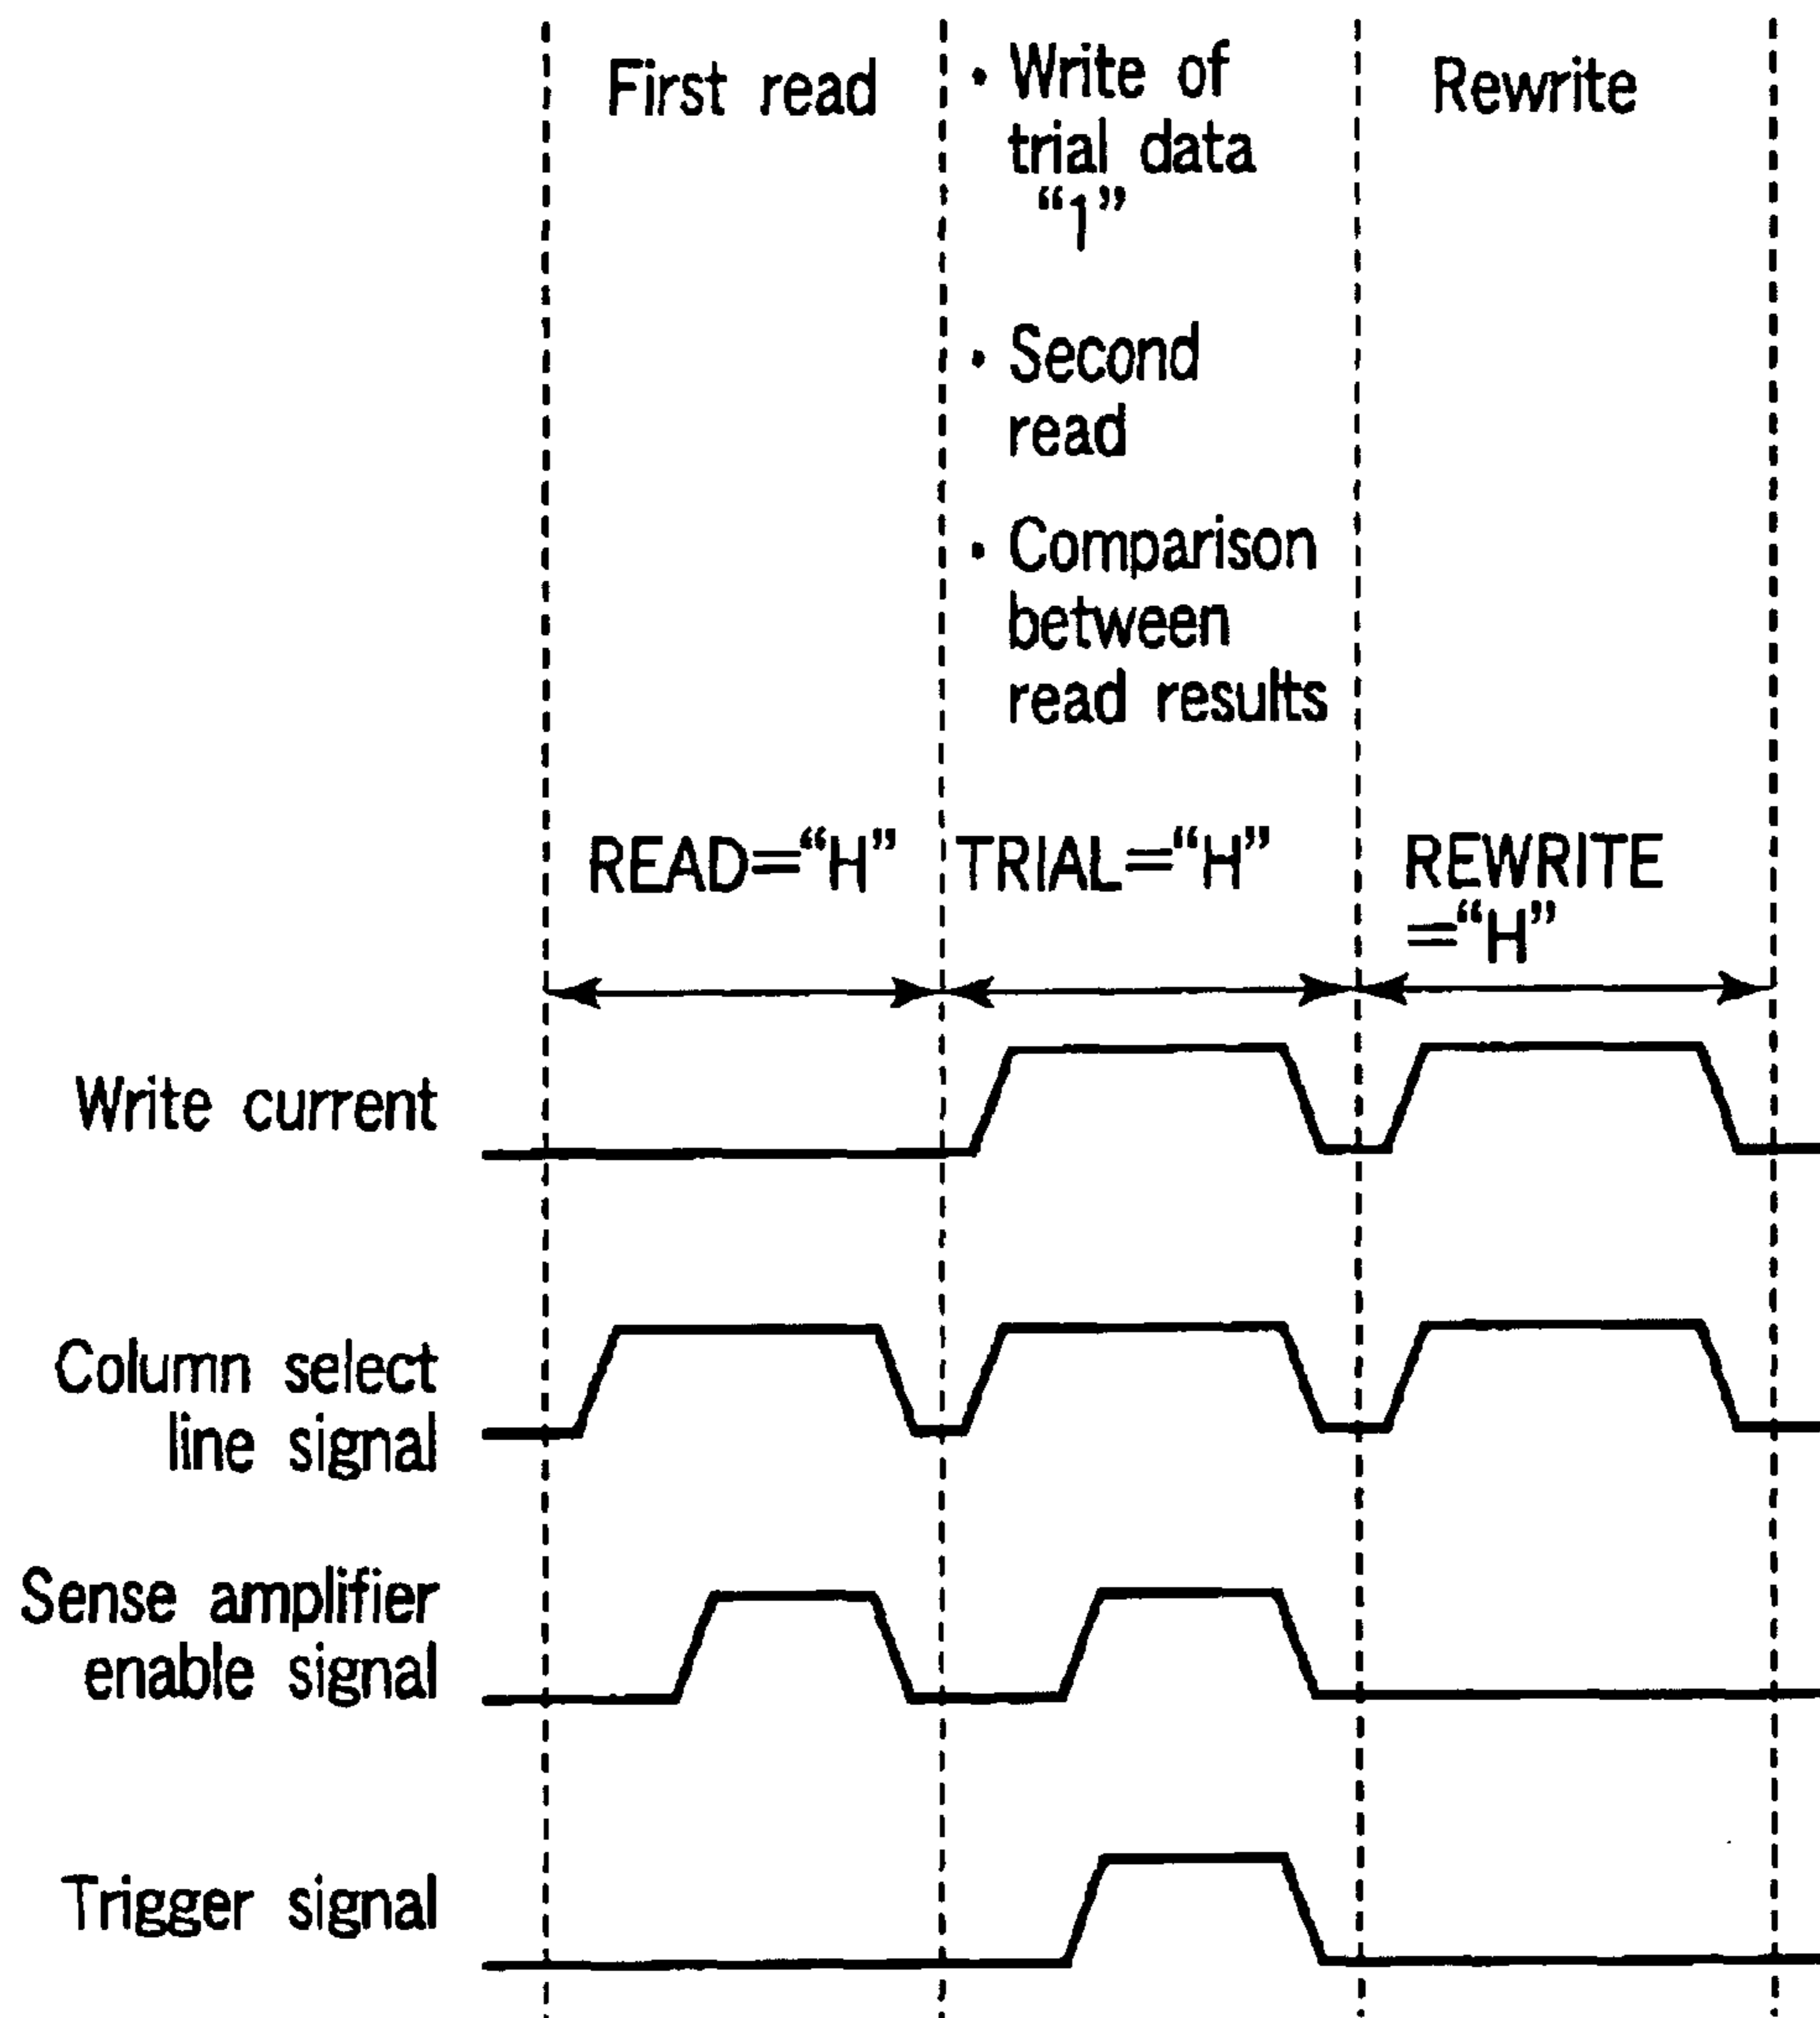 First read
• Write of
trial data
“1”
• Second
read
• Comparison
between
read results
Rewrite
READ=“H”
TRIAL=“H”
REWRITE
=“H”
Write current
Column select
line signal
Sense amplifier
enable signal
Trigger signal